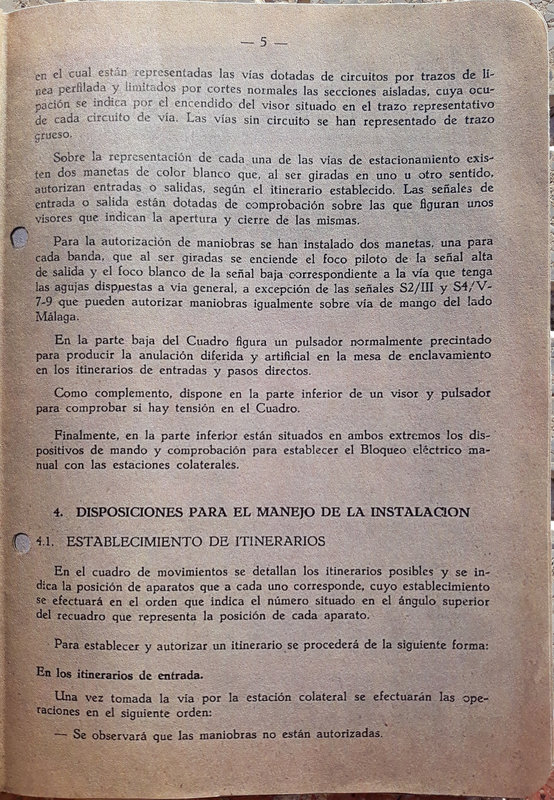 — 5 —
en el cual están representadas las vías dotadas de circuitos por trazos de lí-
nea perfilada y limitados por cortes normales las secciones aisladas, cuya ocu-
pación se indica por el encendido del visor situado en el trazo representativo
de cada circuito de vía. Las vías sin circuito se han representado de trazo
grueso.
Sobre la representación de cada una de las vías de estacionamiento exis-
ten dos manetas de color blanco que, al ser giradas en uno u otro sentido,
autorizan entradas o salidas, según el itinerario establecido. Las señales de
entrada o salida están dotadas de comprobación sobre las que figuran unos
visores que indican la apertura y cierre de las mismas.
Para la autorización de maniobras se han instalado dos manetas, una para
cada banda, que al ser giradas se enciende el foco piloto de la señal alta
de salida y el foco blanco de la señal baja correspondiente a la vía que tenga
las agujas dispuestas a via general, a excepción de las señales S2/III y S4/V-
7-9 que pueden autorizar maniobras igualmente sobre vía de mango del lado
Málaga.
En la parte baja del Cuadro figura un pulsador normalmente precintado
para producir la anulación diferida y artificial en la mesa de enclavamiento
en los itinerarios de entradas y pasos directos.
Como complemento, dispone en la parte inferior de un visor y pulsador
para comprobar si hay tensión en el Cuadro.
Finalmente, en la parte inferior están situados en ambos extremos los dis-
positivos de mando y comprobación para establecer el Bloqueo eléctrico ma-
nual con las estaciones colaterales.
4. DISPOSICIONES PARA EL MANEJO DE LA INSTALACION
4.1. ESTABLECIMIENTO DE ITINERARIOS
En el cuadro de movimientos se detallan los itinerarios posibles y se in-
dica la posición de aparatos que a cada uno corresponde, cuyo establecimiento
se efectuará en el orden que indica el número situado en el ángulo superior
del recuadro que representa la posición de cada aparato.
Para establecer y autorizar un itinerario se procederá de la siguiente forma:
En los itinerarios de entrada.
Una vez tomada la vía por la estación colateral se efectuarán las ope-
raciones en el siguiente orden:
— Se observará que las maniobras no están autorizadas.